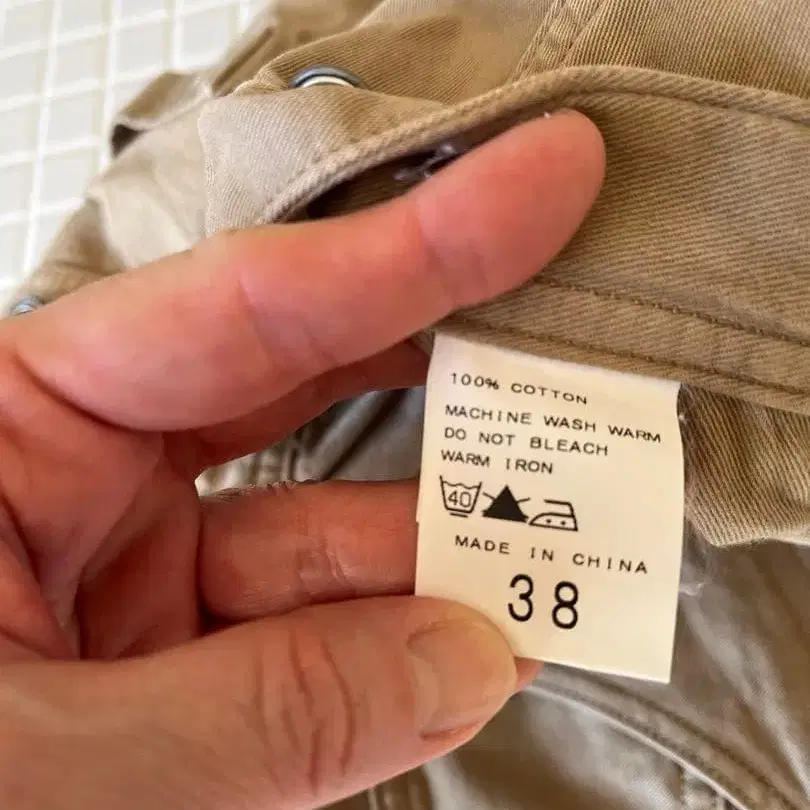 100% COTTON
MACHINE WASH WARM
DO NOT BLEACH
WARM IRON
40
MADE IN CHINA
38